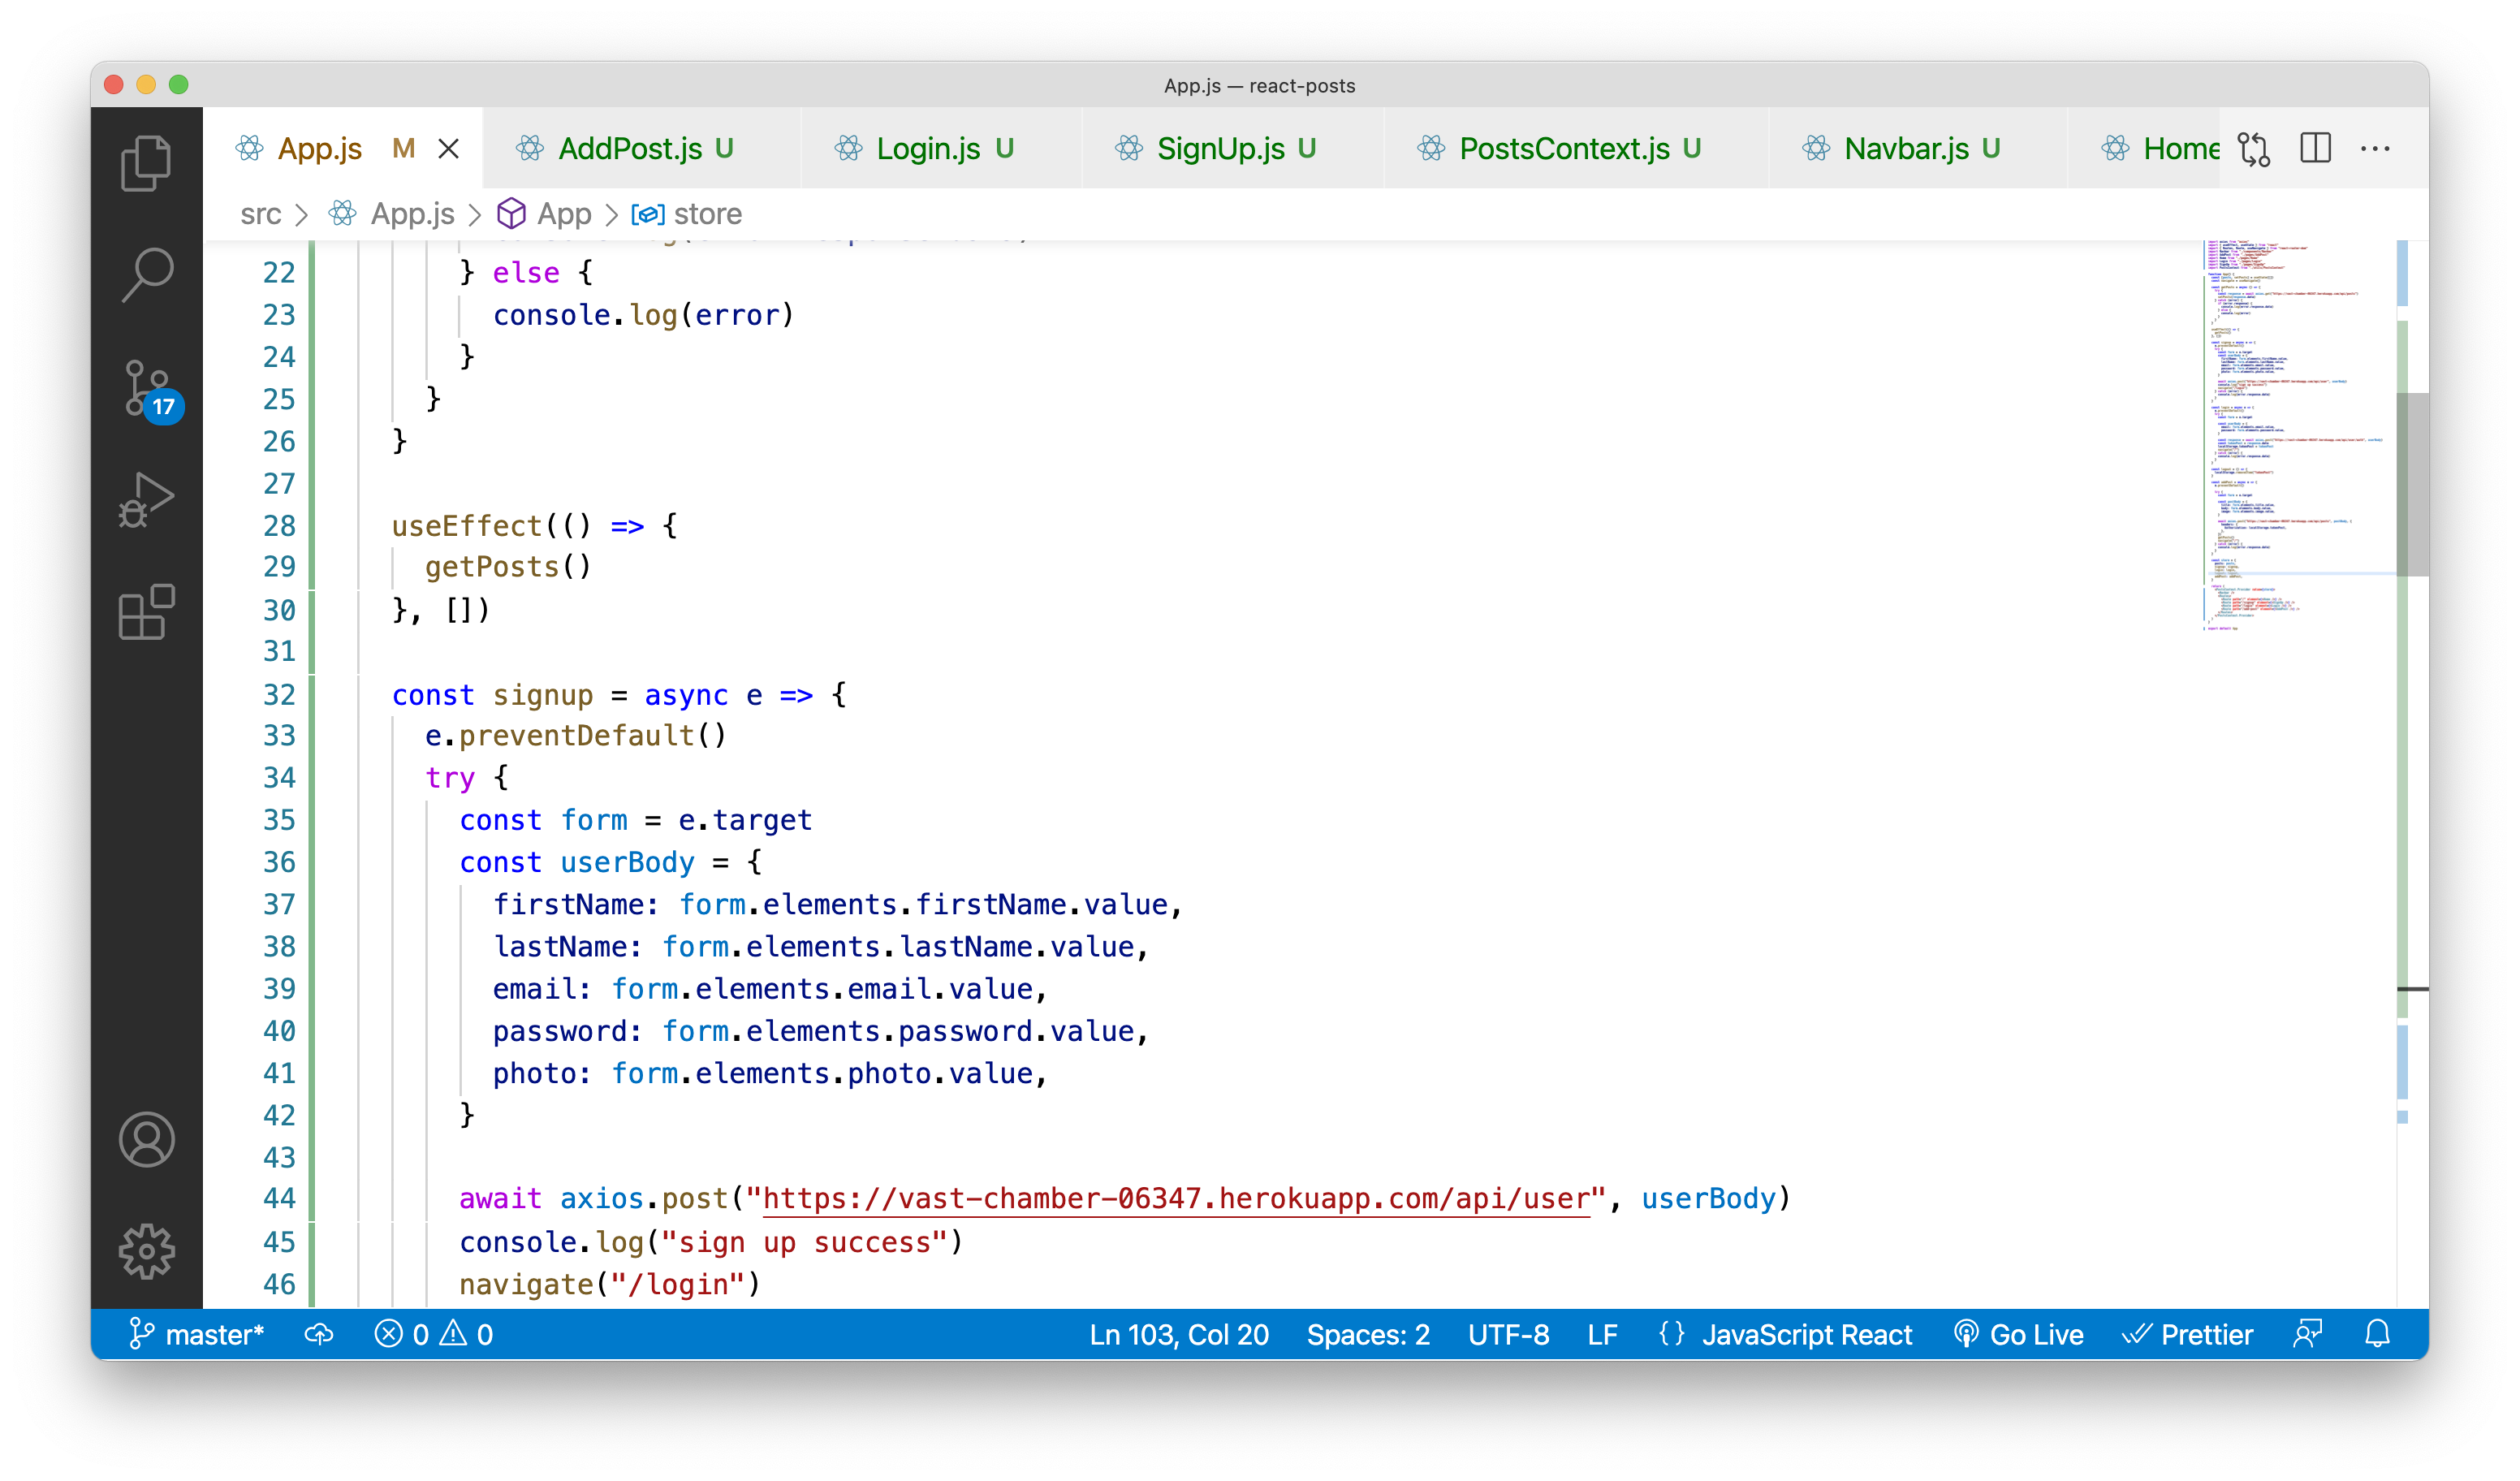 App.js — react-posts
App.js M AddPost.js U Login.js U SignUp.js U PostsContext.js U Navbar.js U Home
src > App.js > App > store
22 } else {
23 console.log(error)
24 }
25 }
26 }
27
28 useEffect(() => {
29 getPosts()
30 }, [])
31
32 const signup = async e => {
33 e.preventDefault()
34 try {
35 const form = e.target
36 const userBody = {
37 firstName: form.elements.firstName.value,
38 lastName: form.elements.lastName.value,
39 email: form.elements.email.value,
40 password: form.elements.password.value,
41 photo: form.elements.photo.value,
42 }
43
44 await axios.post("https://vast-chamber-06347.herokuapp.com/api/user", userBody)
45 console.log("sign up success")
46 navigate("/login")
17
master* 0 0 Ln 103, Col 20 Spaces: 2 UTF-8 LF {} JavaScript React Go Live Prettier